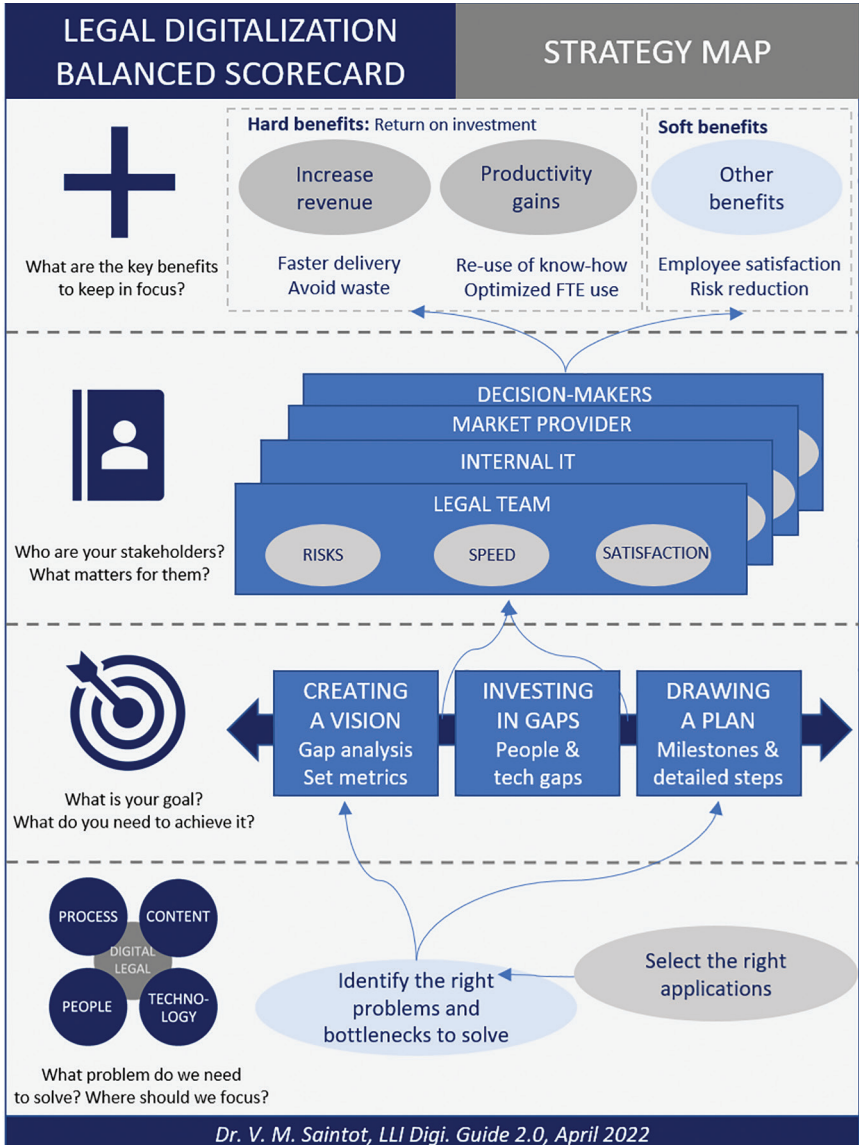 LEGAL DIGITALIZATION
BALANCED SCORECARD
STRATEGY MAP
Hard benefits: Return on investment
Increase
revenue
Productivity
gains
Faster delivery
Avoid waste
Re-use of know-how
Optimized FTE use
Soft benefits
Other
benefits
Employee satisfaction
Risk reduction
What are the key benefits
to keep in focus?
DECISION-MAKERS
MARKET PROVIDER
INTERNAL IT
LEGAL TEAM
RISKS
SPEED
SATISFACTION
Who are your stakeholders?
What matters for them?
CREATING
A VISION
Gap analysis
Set metrics
INVESTING
IN GAPS
People &
tech gaps
DRAWING
A PLAN
Milestones &
detailed steps
What is your goal?
What do you need to achieve it?
PROCESS
CONTENT
DIGITAL
LEGAL
PEOPLE
TECHNO-
LOGY
Identify the right
problems and
bottlenecks to solve
Select the right
applications
What problem do we need
to solve? Where should we focus?
Dr. V. M. Saintot, LLI Digi. Guide 2.0, April 2022